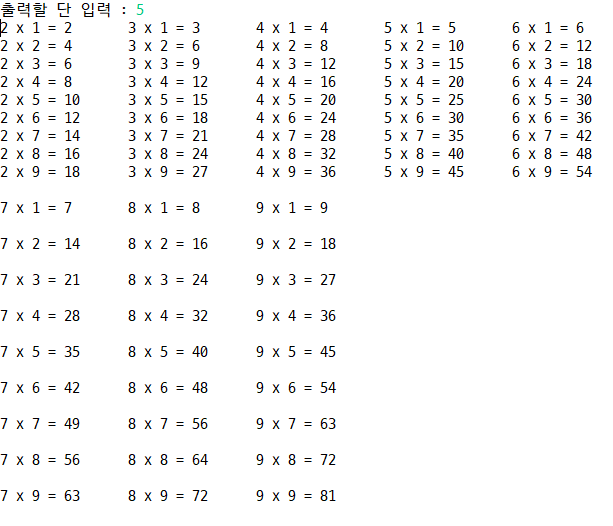 출력할 단 입력 : 5
2 x 1 = 2 3 x 1 = 3 4 x 1 = 4 5 x 1 = 5 6 x 1 = 6
2 x 2 = 4 3 x 2 = 6 4 x 2 = 8 5 x 2 = 10 6 x 2 = 12
2 x 3 = 6 3 x 3 = 9 4 x 3 = 12 5 x 3 = 15 6 x 3 = 18
2 x 4 = 8 3 x 4 = 12 4 x 4 = 16 5 x 4 = 20 6 x 4 = 24
2 x 5 = 10 3 x 5 = 15 4 x 5 = 20 5 x 5 = 25 6 x 5 = 30
2 x 6 = 12 3 x 6 = 18 4 x 6 = 24 5 x 6 = 30 6 x 6 = 36
2 x 7 = 14 3 x 7 = 21 4 x 7 = 28 5 x 7 = 35 6 x 7 = 42
2 x 8 = 16 3 x 8 = 24 4 x 8 = 32 5 x 8 = 40 6 x 8 = 48
2 x 9 = 18 3 x 9 = 27 4 x 9 = 36 5 x 9 = 45 6 x 9 = 54
7 x 1 = 7 8 x 1 = 8 9 x 1 = 9
7 x 2 = 14 8 x 2 = 16 9 x 2 = 18
7 x 3 = 21 8 x 3 = 24 9 x 3 = 27
7 x 4 = 28 8 x 4 = 32 9 x 4 = 36
7 x 5 = 35 8 x 5 = 40 9 x 5 = 45
7 x 6 = 42 8 x 6 = 48 9 x 6 = 54
7 x 7 = 49 8 x 7 = 56 9 x 7 = 63
7 x 8 = 56 8 x 8 = 64 9 x 8 = 72
7 x 9 = 63 8 x 9 = 72 9 x 9 = 81